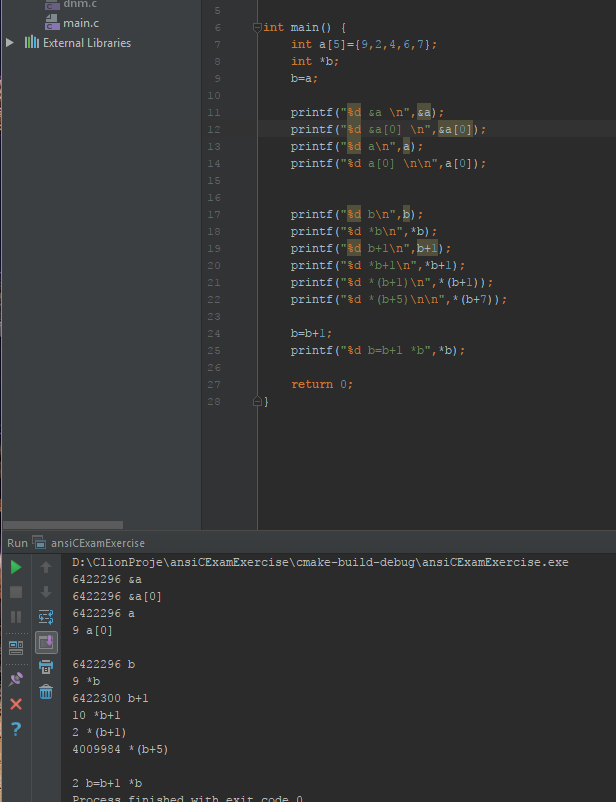 dnm.c
main.c
External Libraries
5
6 int main() {
7 int a[5]={9,2,4,6,7};
8 int *b;
9 b=a;
10
11 printf("%d &a \n",&a);
12 printf("%d &a[0] \n",&a[0]);
13 printf("%d a\n",a);
14 printf("%d a[0] \n\n",a[0]);
15
16
17 printf("%d b\n",b);
18 printf("%d *b\n",*b);
19 printf("%d b+1\n",b+1);
20 printf("%d *b+1\n",*b+1);
21 printf("%d *(b+1)\n",*(b+1));
22 printf("%d *(b+5)\n\n",*(b+7));
23
24 b=b+1;
25 printf("%d b=b+1 *b",*b);
26
27 return 0;
28 }
Run ansiCExamExercise
D:\ClionProje\ansiCExamExercise\cmake-build-debug\ansiCExamExercise.exe
6422296 &a
6422296 &a[0]
6422296 a
9 a[0]
6422296 b
9 *b
6422300 b+1
10 *b+1
2 *(b+1)
4009984 *(b+5)
2 b=b+1 *b
Process finished with exit code 0